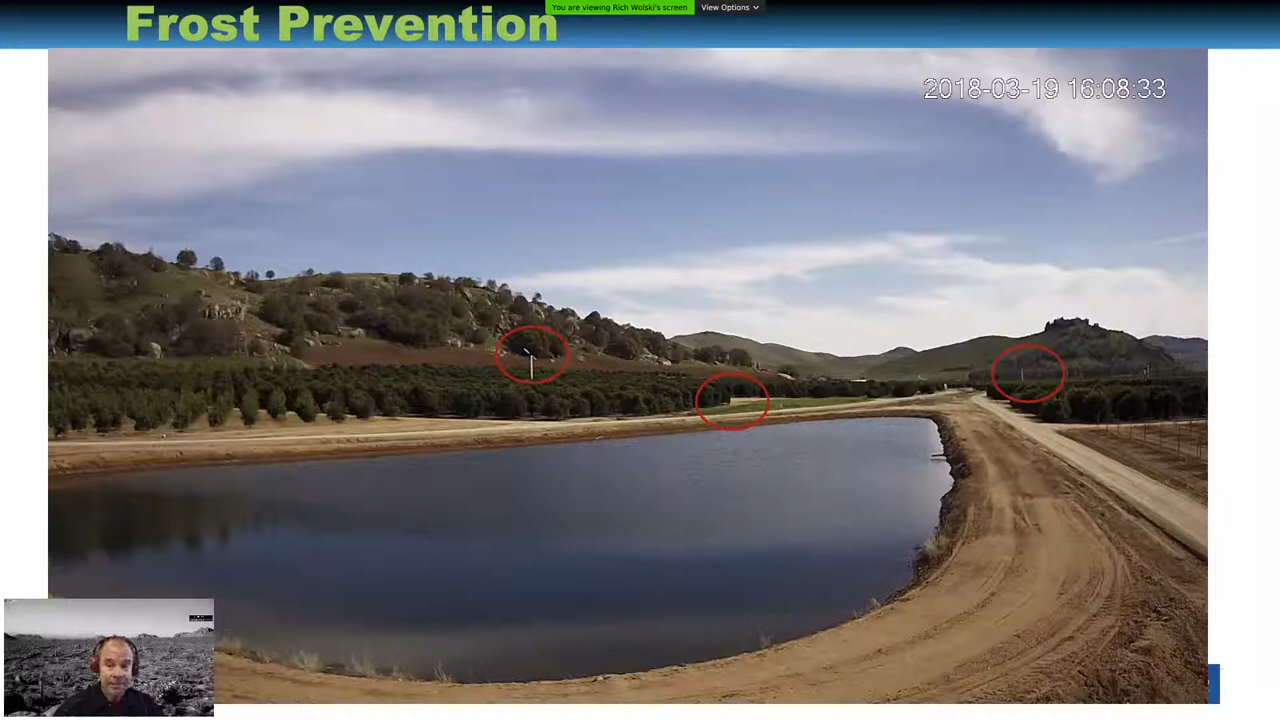 You are viewing Rich Wolski's screen
View Options
Frost Prevention
2018-03-19 16:08:33